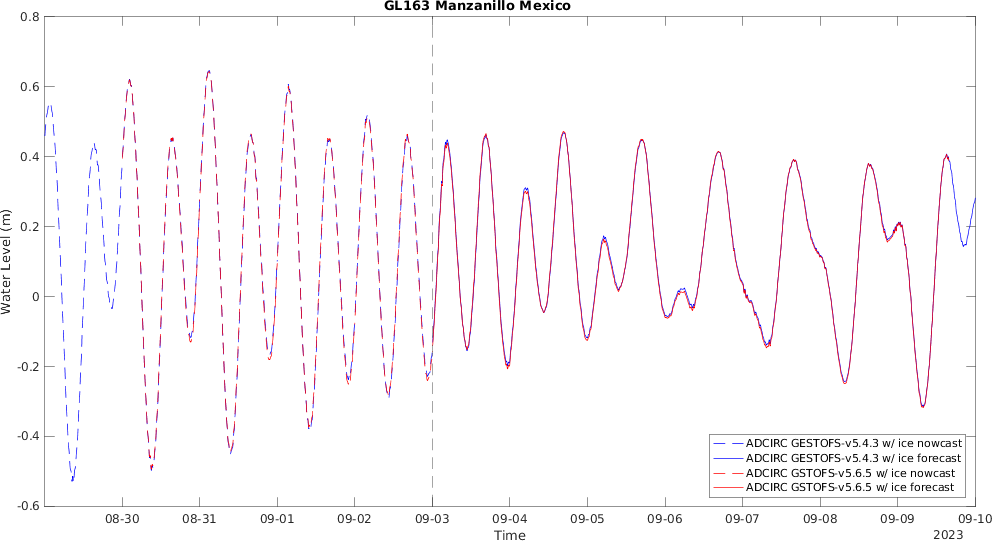 GL163 Manzanillo Mexico
Water Level (m)
0.8
0.6
0.4
0.2
0
-0.2
-0.4
-0.6
ADCIRC GESTOFS-v5.4.3 w/ ice nowcast
ADCIRC GESTOFS-v5.4.3 w/ ice forecast
ADCIRC GSTOFS-v5.6.5 w/ ice nowcast
ADCIRC GSTOFS-v5.6.5 w/ ice forecast
08-30 08-31 09-01 09-02 09-03 09-04 09-05 09-06 09-07 09-08 09-09 09-10
Time
2023